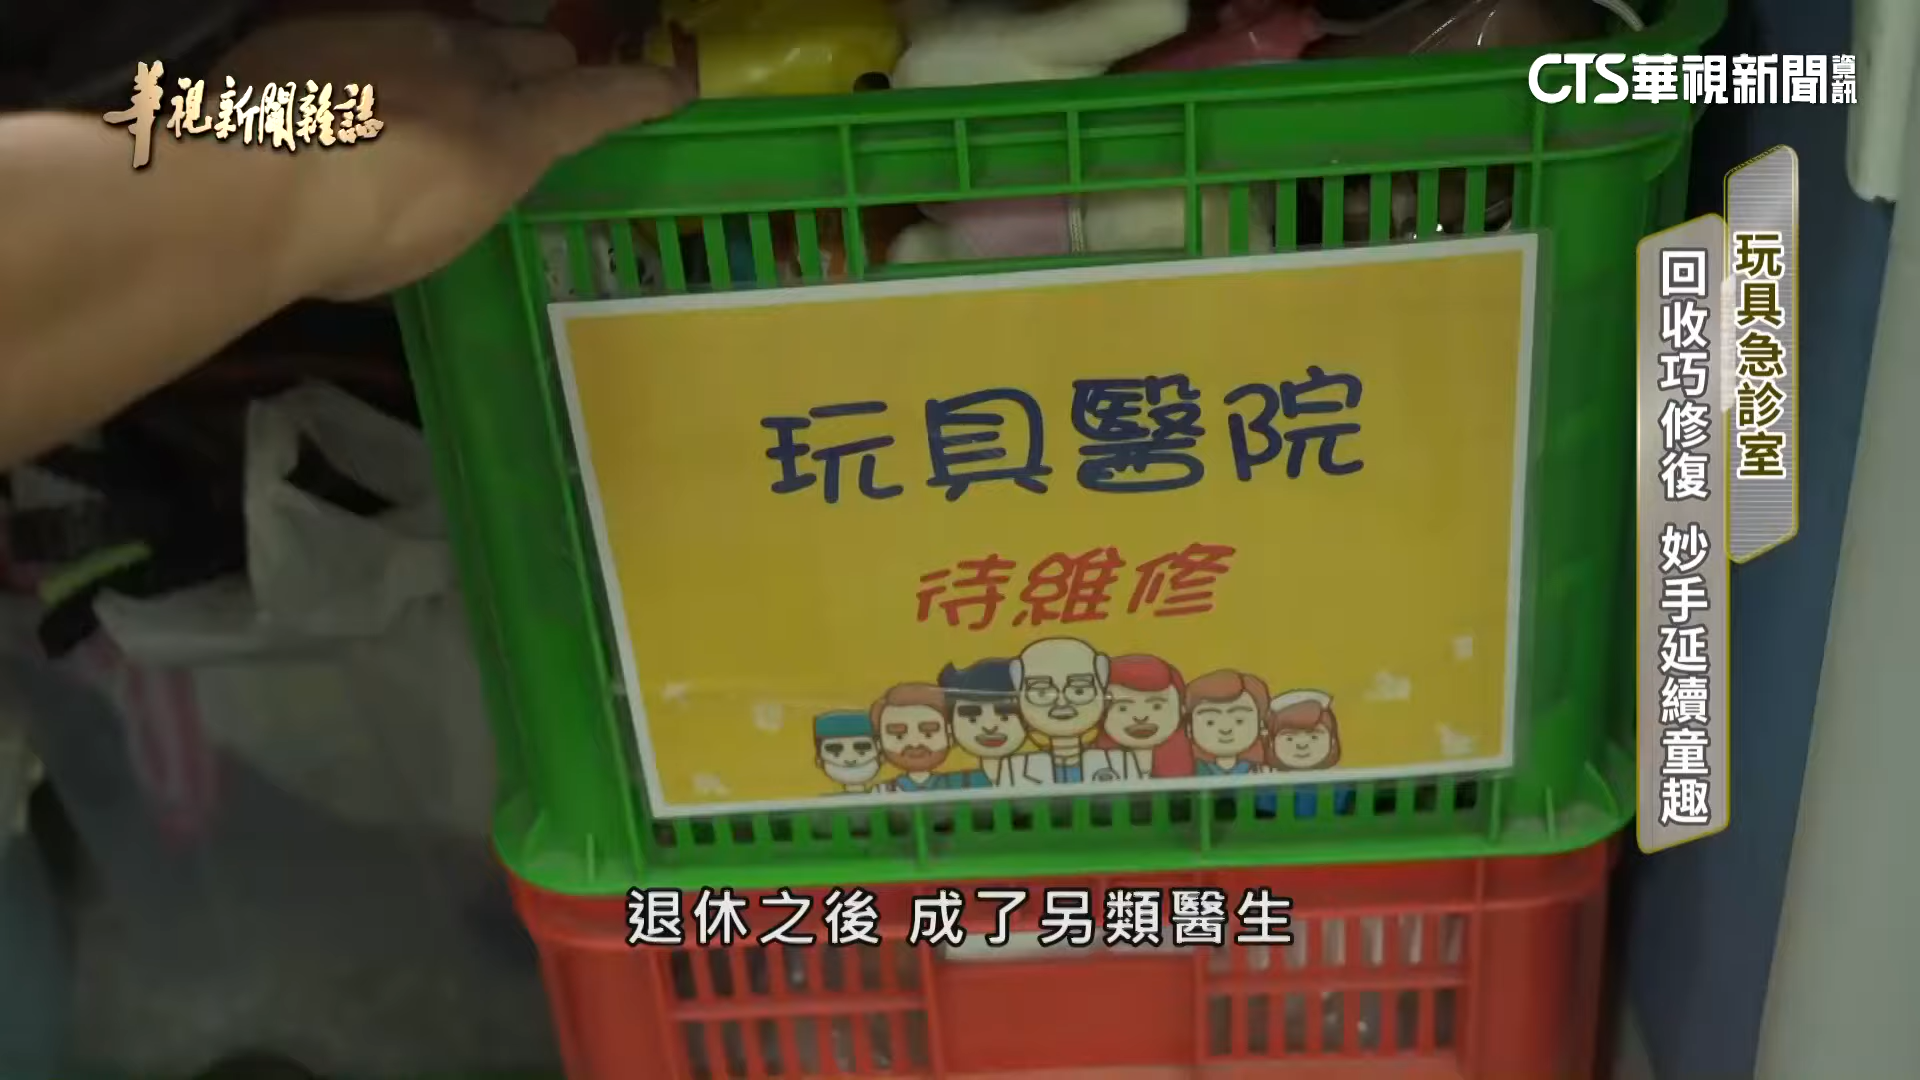 華視新聞雜誌
CTS華視新聞資訊
玩具急診室
回收巧修復 妙手延續童趣
玩具醫院
待維修
退休之後 成了另類醫生